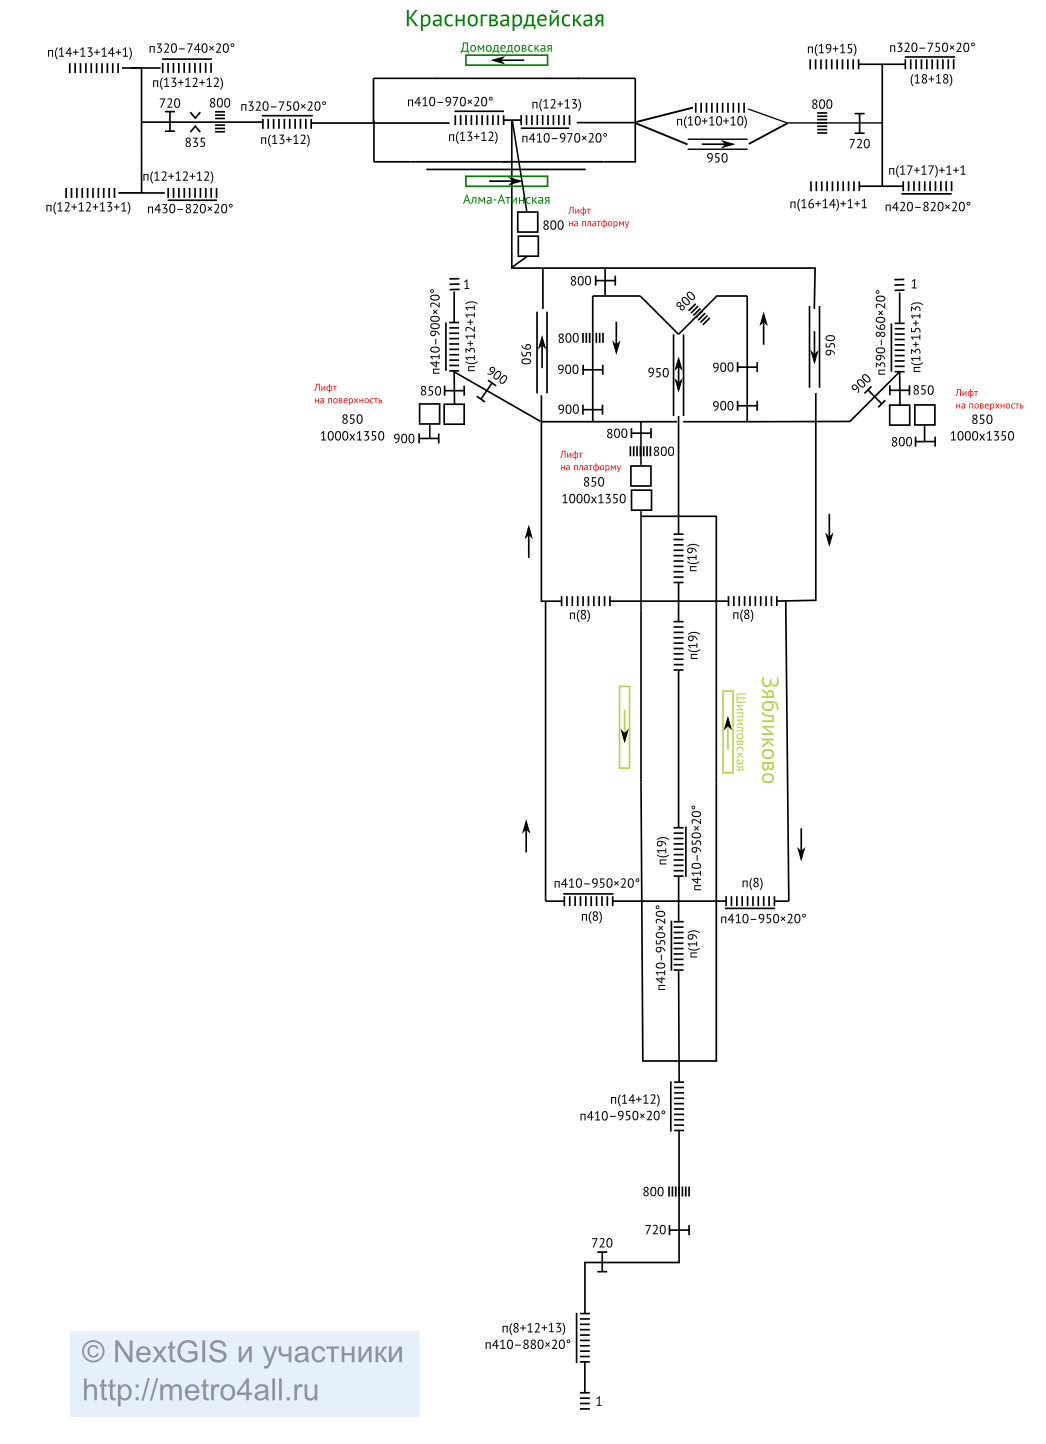 Красногвардейская
п(14+13+14+1)
п320–740×20°
Домодедовская
п(19+15)
п320–750×20°
п(13+12+12)
(18+18)
720
800
п320–750×20°
п410–970×20°
п(12+13)
800
835
п(13+12)
п(13+12)
п410–970×20°
п(10+10+10)
720
950
п(12+12+12)
п(17+17)+1+1
п(12+12+13+1)
п430–820×20°
Алма-Атинская
п(16+14)+1+1
п420–820×20°
800
Лифт
на платформу
800
1
1
п410–900×20°
п(13+12+11)
800
п390–860×20°
п(13+15+13)
800
950
950
900
950
900
900
900
850
900
850
Лифт
на поверхность
850
1000x1350
900
900
Лифт
на поверхность
850
1000x1350
800
800
800
Лифт
на платформу
850
1000x1350
п(19)
п(8)
п(8)
п(19)
Шипиловская
Зябликово
п(19)
п410–950×20°
п410–950×20°
п(8)
п(8)
п410–950×20°
п410–950×20°
п(19)
п(14+12)
п410–950×20°
800
720
720
п(8+12+13)
п410–880×20°
1
© NextGIS и участники
http://metro4all.ru